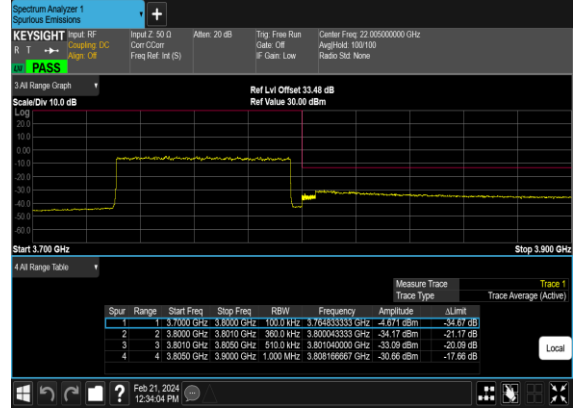 Spectrum Analyzer 1
Spurious Emissions
+
KEYSIGHT Input: RF Input Z: 50 Ω Atten: 20 dB Trig: Free Run Center Freq: 22.005000000 GHz
R T Coupling: DC Corr CCorr Gate: Off Avg|Hold: 100/100
Align: Off Freq Ref: Int (S) IF Gain: Low Radio Std: None
PASS
3 All Range Graph
Ref Lvl Offset 33.48 dB
Scale/Div 10.0 dB Ref Value 30.00 dBm
Log
20.0
10.0
0.00
-10.0
-20.0
-30.0
-40.0
-50.0
-60.0
Start 3.700 GHz Stop 3.900 GHz
4 All Range Table
Measure Trace Trace 1
Trace Type Trace Average (Active)
Spur Range Start Freq Stop Freq RBW Frequency Amplitude ΔLimit
1 1 3.7000 GHz 3.8000 GHz 100.0 kHz 3.764833333 GHz -4.671 dBm -34.67 dB
2 2 3.8000 GHz 3.8010 GHz 360.0 kHz 3.800043333 GHz -34.17 dBm -21.17 dB
3 3 3.8010 GHz 3.8050 GHz 510.0 kHz 3.801040000 GHz -33.09 dBm -20.09 dB
4 4 3.8050 GHz 3.9000 GHz 1.000 MHz 3.808166667 GHz -30.66 dBm -17.66 dB
Local
? Feb 21, 2024
12:34:04 PM